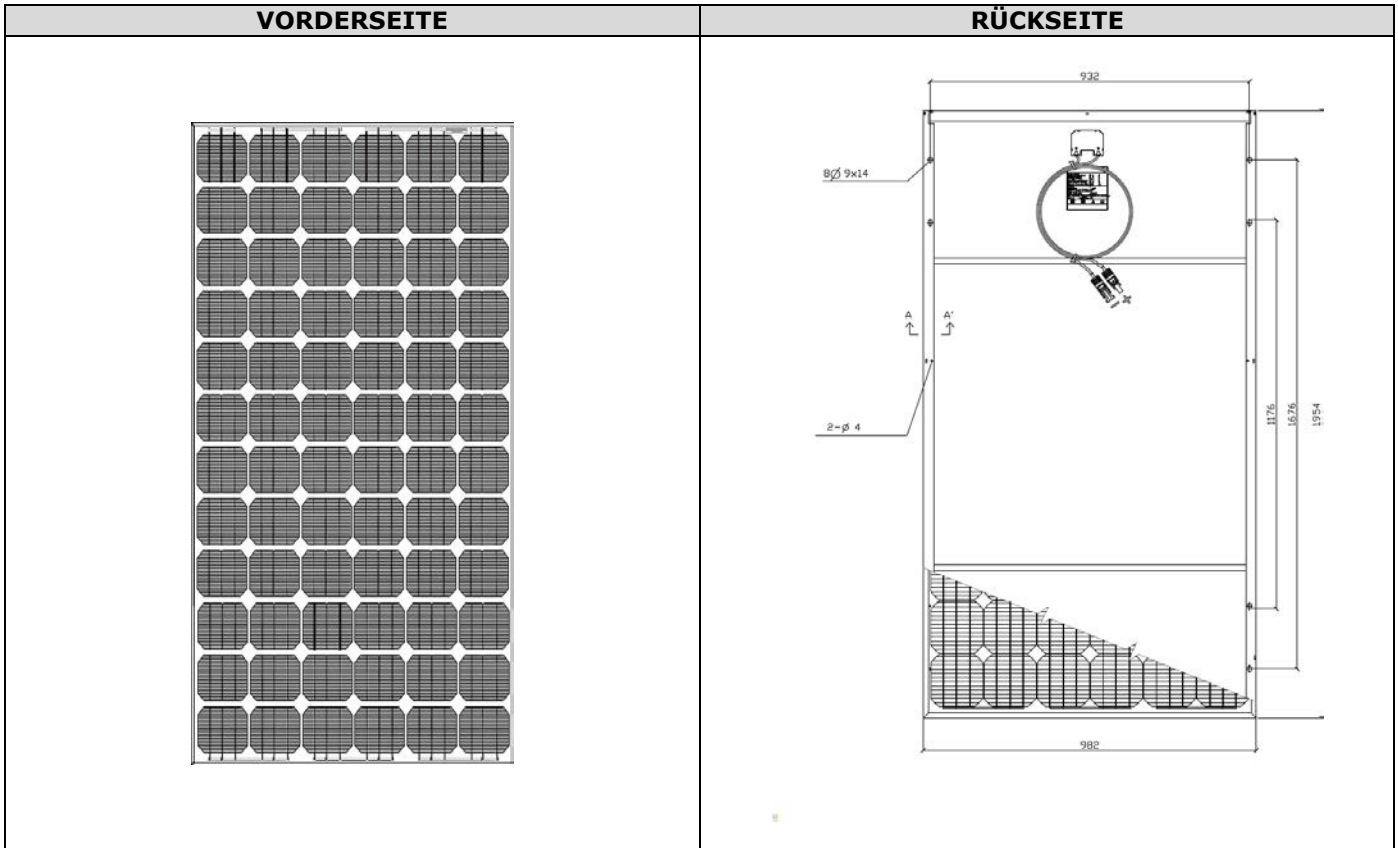 VORDERSEITE
RÜCKSEITE
932
8Ø 9x14
A A'
2-ø 4
1176
1676
1954
982